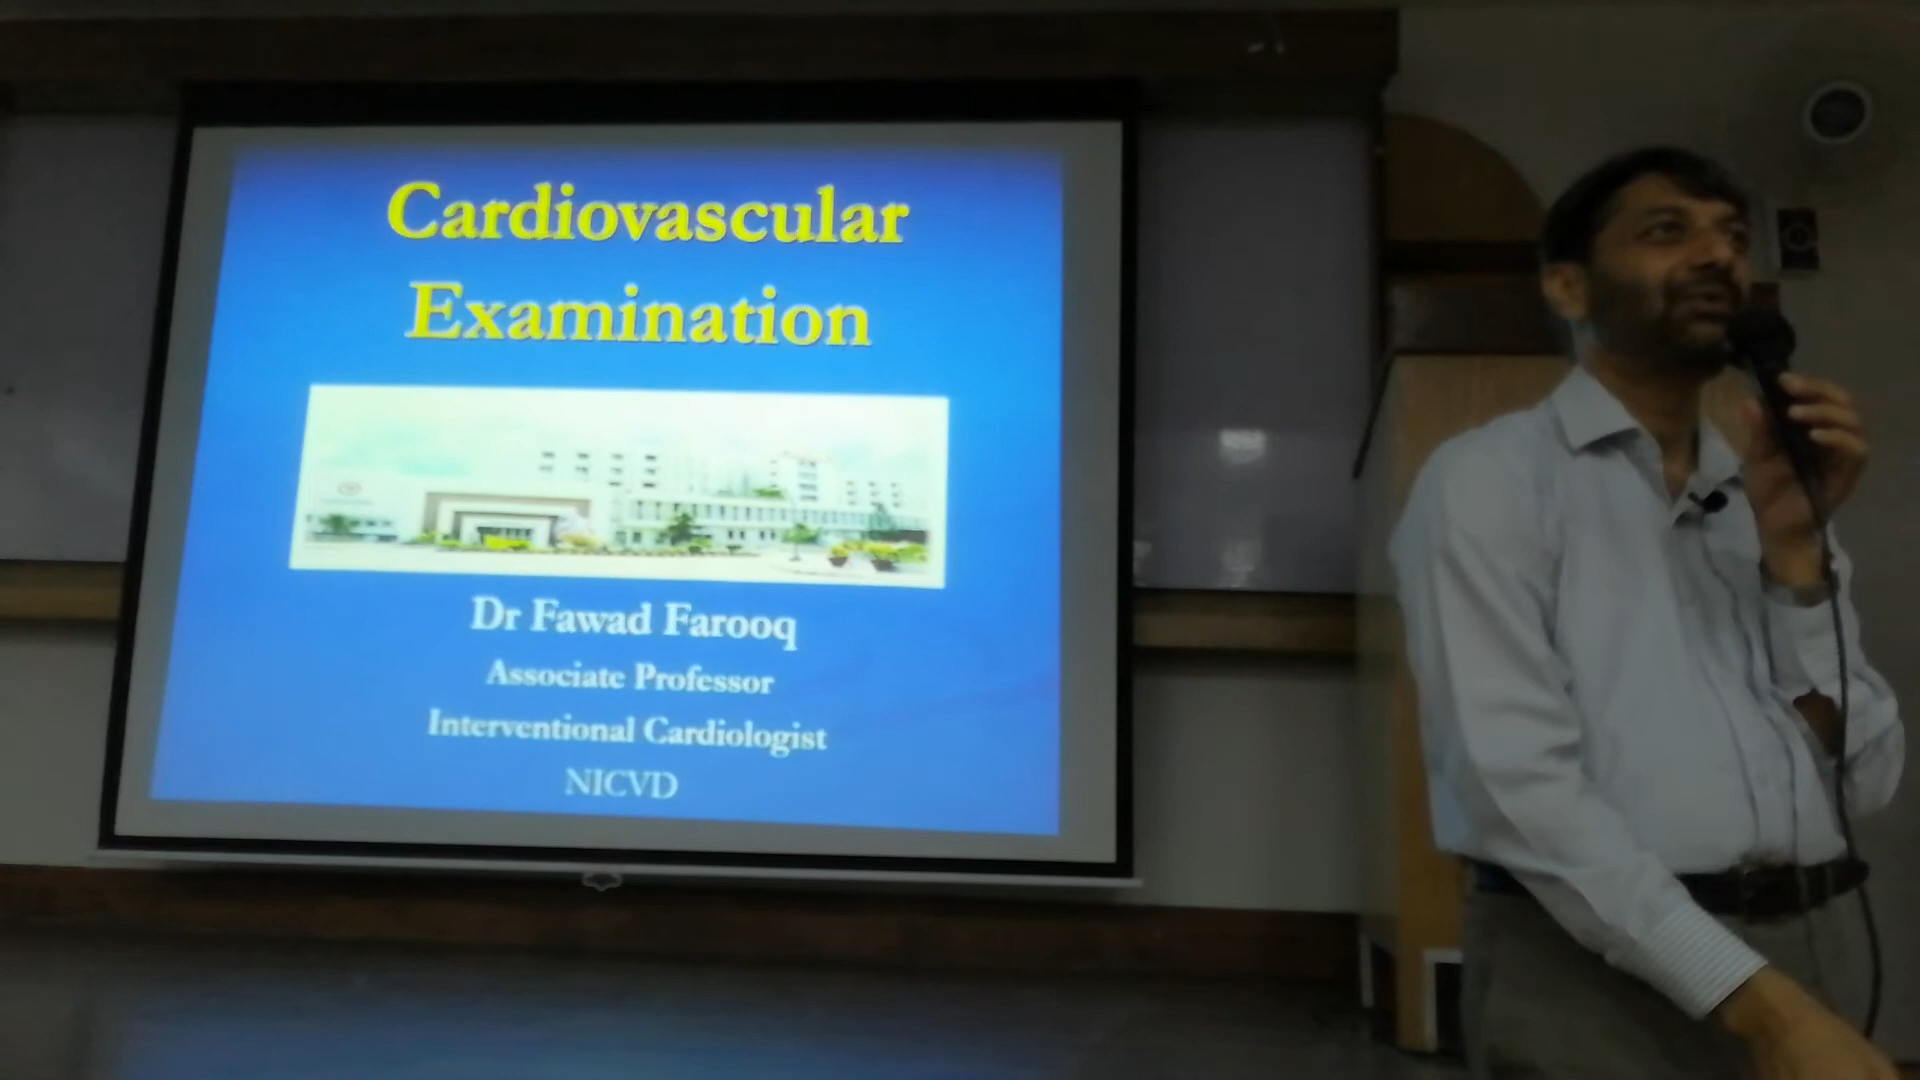 Cardiovascular
Examination
Dr Fawad Farooq
Associate Professor
Interventional Cardiologist
NICVD